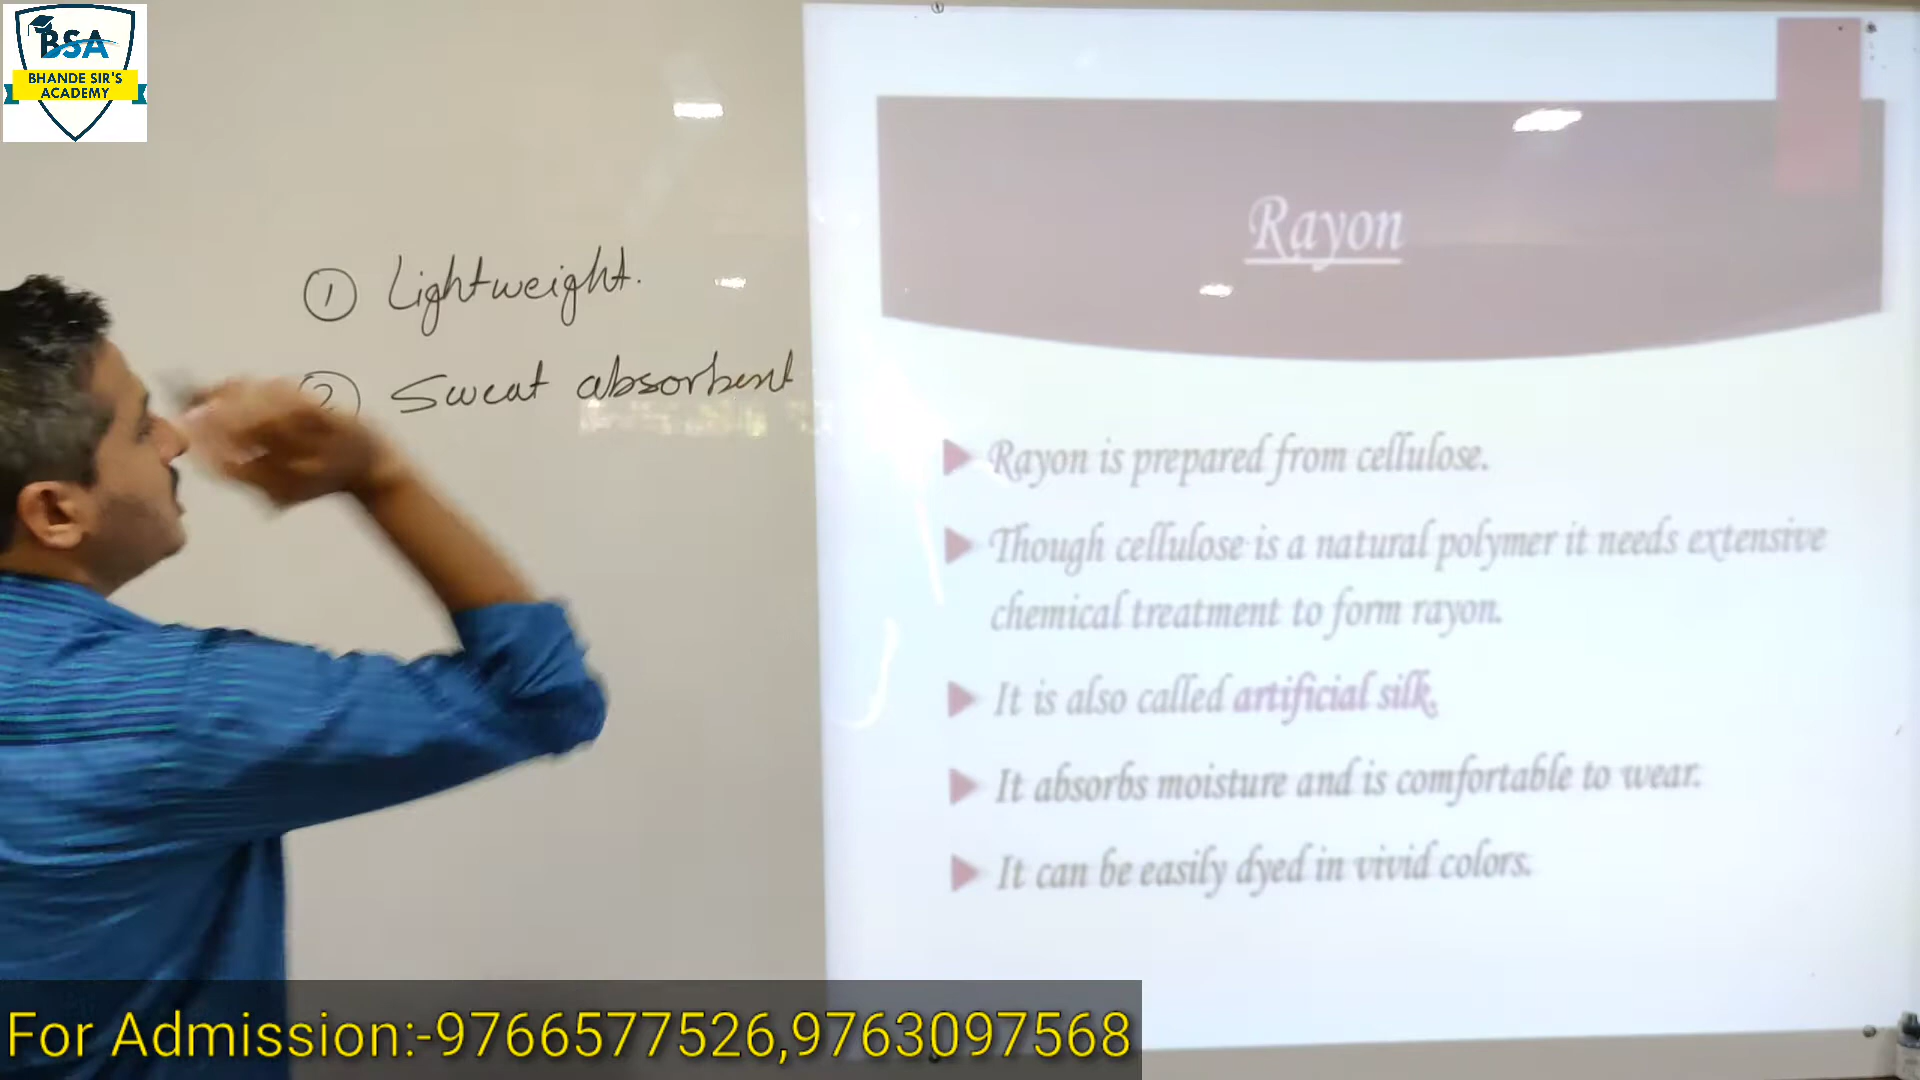 BSA
BHANDE SIR'S
ACADEMY
① Lightweight.
② Sweat absorbent
Rayon
Rayon is prepared from cellulose.
Though cellulose is a natural polymer it needs extensive
chemical treatment to form rayon.
It is also called artificial silk.
It absorbs moisture and is comfortable to wear.
It can be easily dyed in vivid colors.
For Admission:-9766577526,9763097568